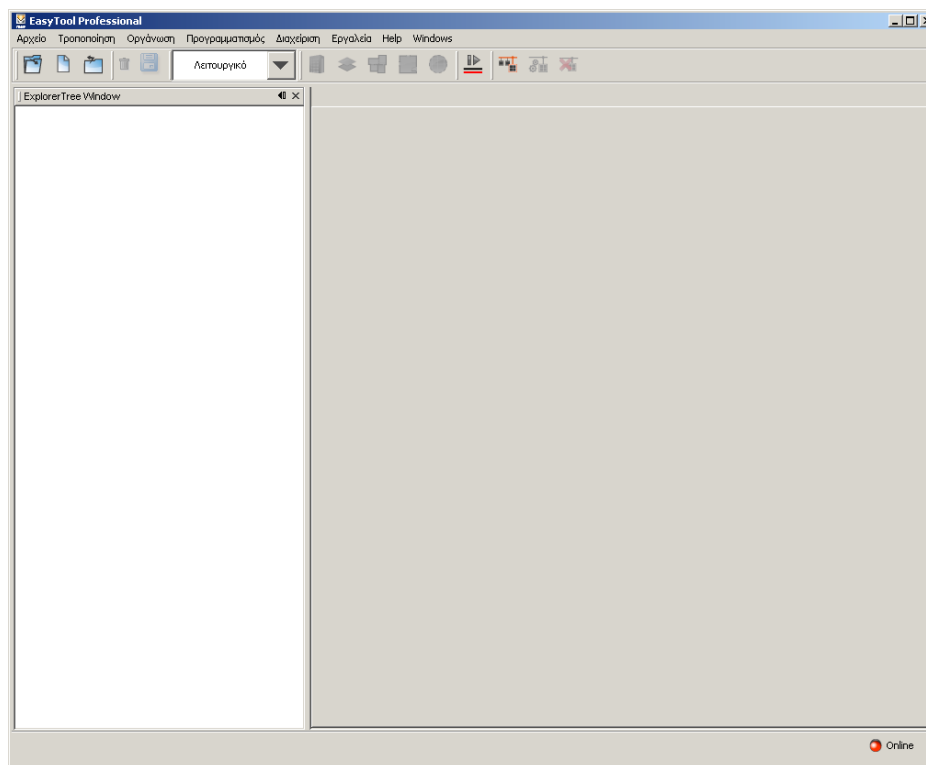 EasyTool Professional
Αρχείο Τροποποίηση Οργάνωση Προγραμματισμός Διαχείριση Εργαλεία Help Windows
Λειτουργικό
ExplorerTree Window
Online